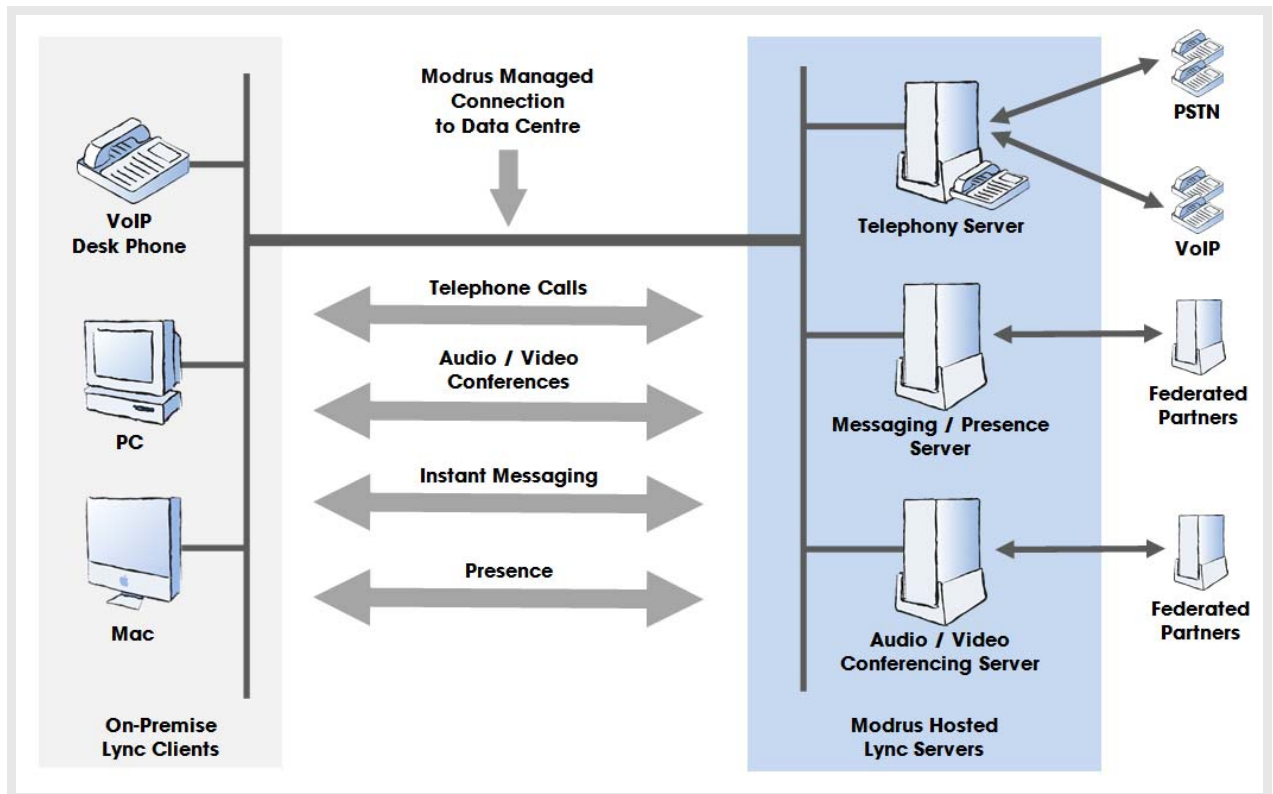 Modrus Managed
Connection
to Data Centre
VoIP
Desk Phone
PC
Mac
On-Premise
Lync Clients
Telephone Calls
Audio / Video
Conferences
Instant Messaging
Presence
Telephony Server
Messaging / Presence
Server
Audio / Video
Conferencing Server
Modrus Hosted
Lync Servers
PSTN
VoIP
Federated
Partners
Federated
Partners